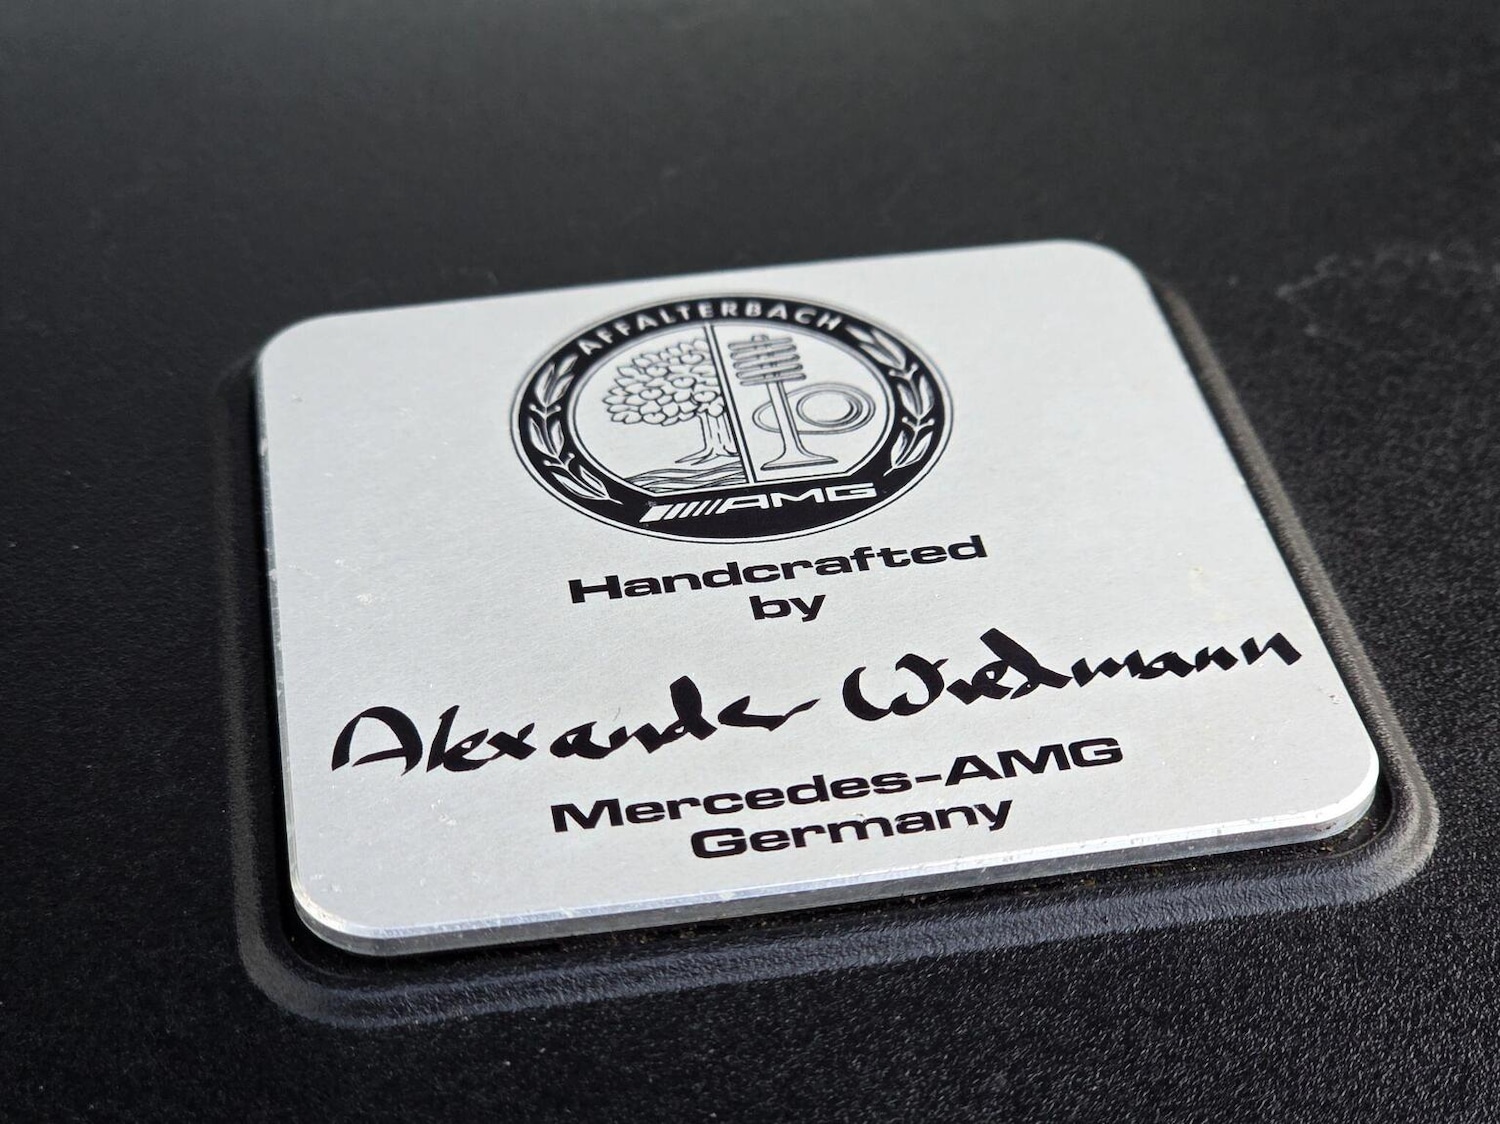 AFFALTERBACH
AMG
Handcrafted
by
Alexander Wiedmann
Mercedes-AMG
Germany